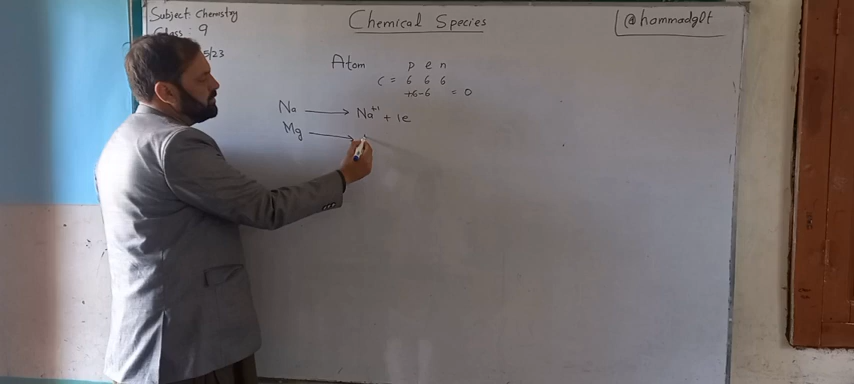 Subject: Chemistry
Class : 9
5/23
Chemical Species
@hammadglt
Atom p e n
C = 6 6 6
+6 -6 = 0
Na → Na⁺¹ + 1e
Mg →